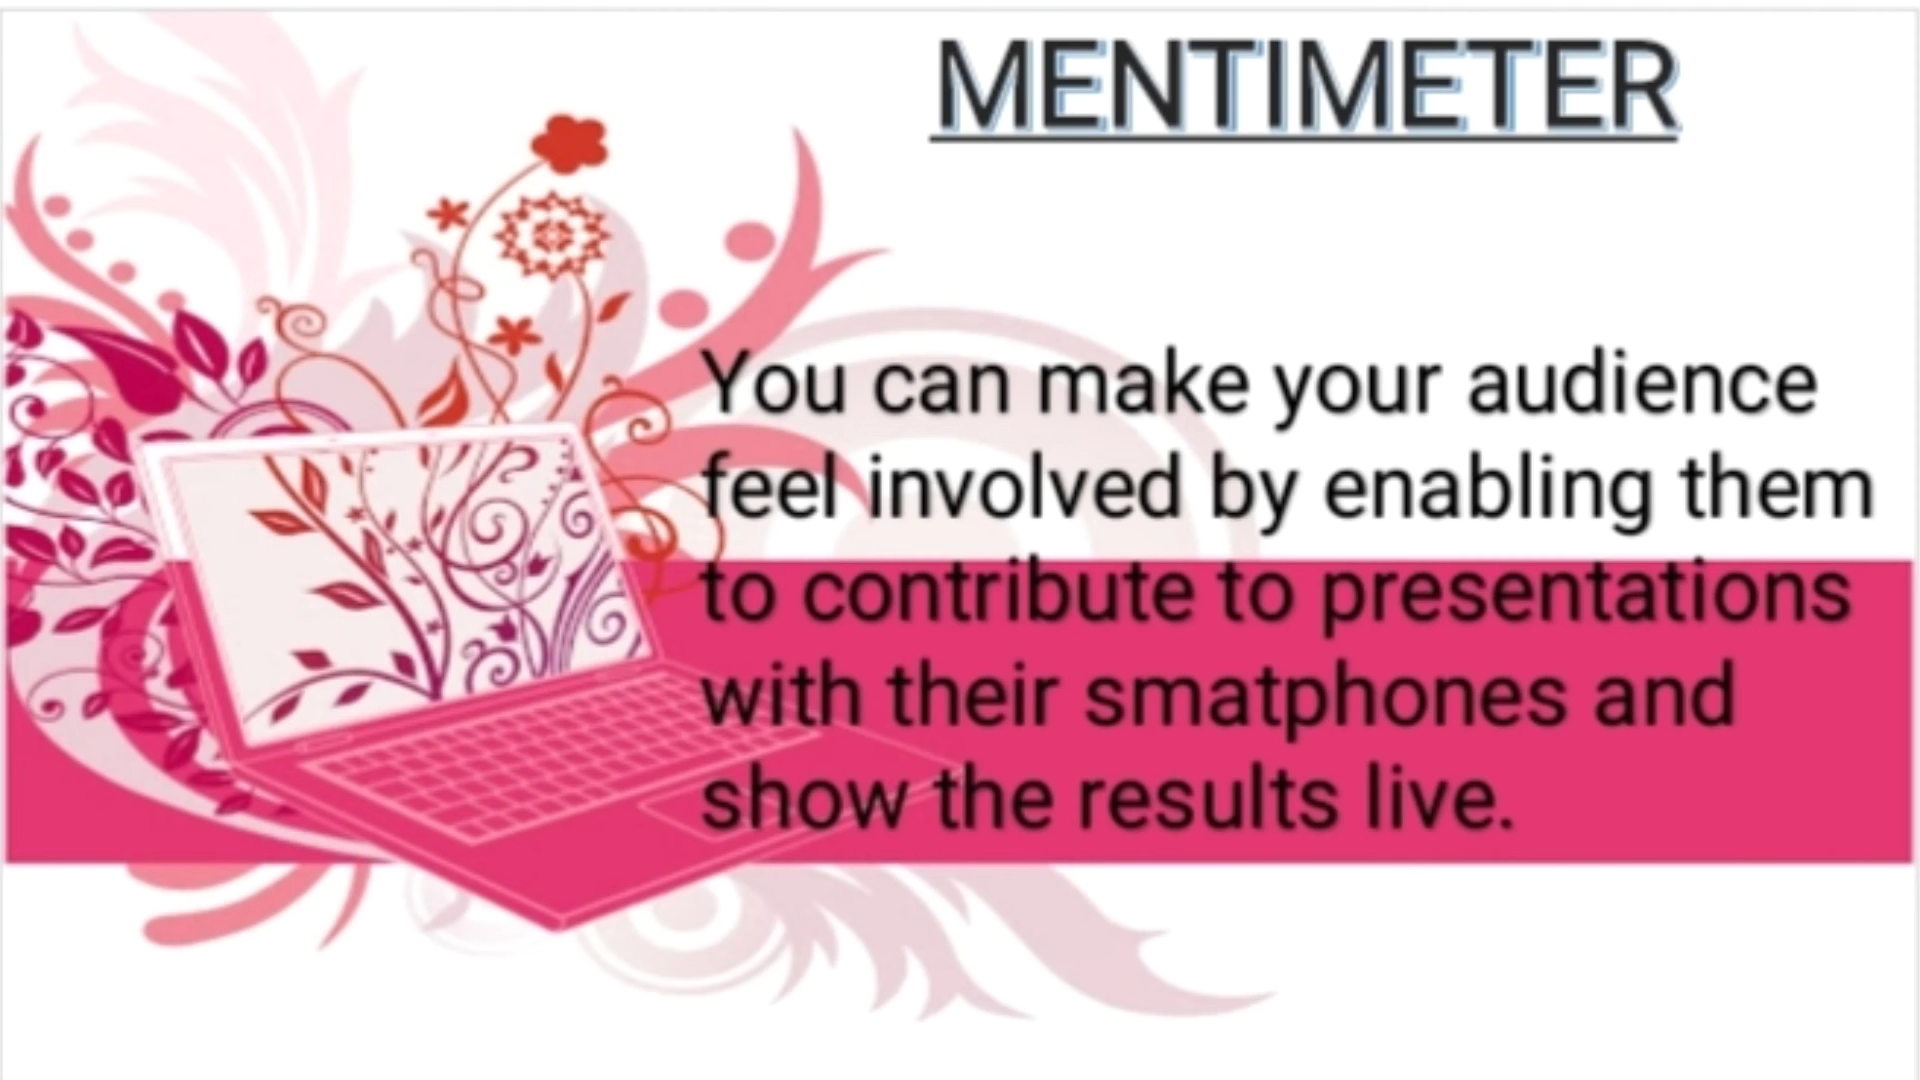 MENTIMETER
You can make your audience
feel involved by enabling them
to contribute to presentations
with their smatphones and
show the results live.